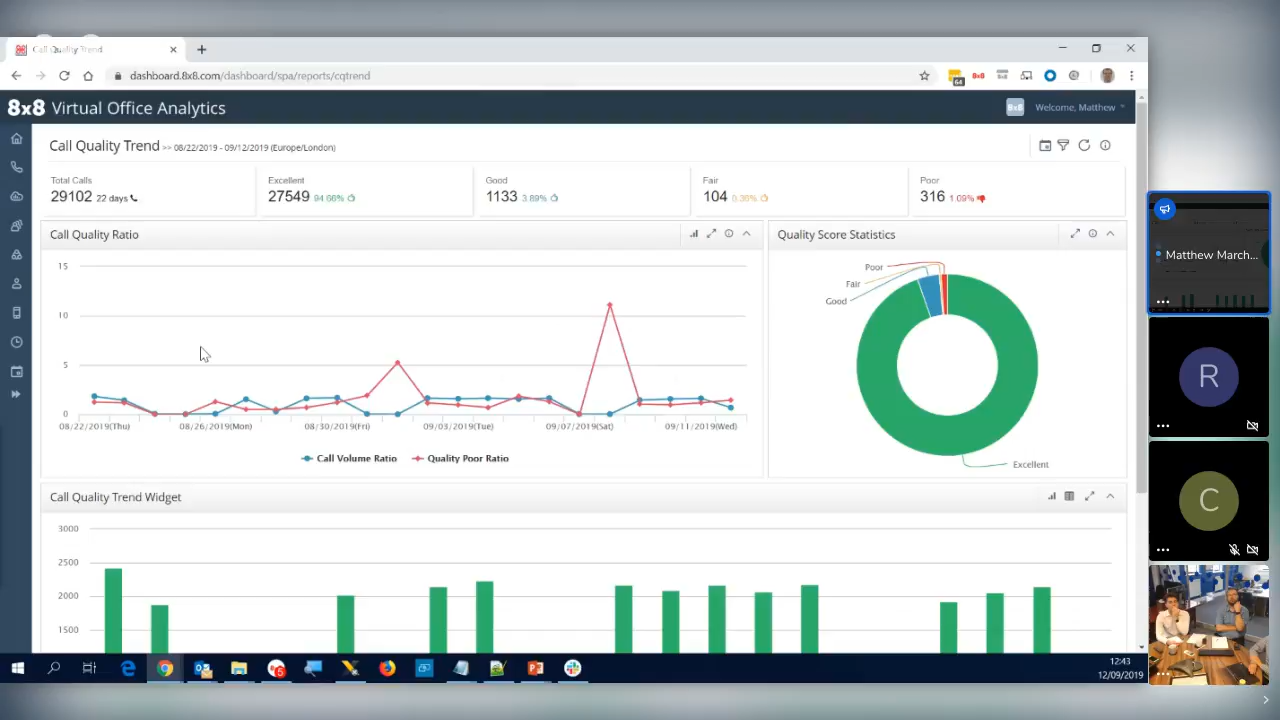 Call Quality Trend
dashboard.8x8.com/dashboard/spa/reports/cqtrend
64
8x8
8x8 Virtual Office Analytics
8x8 Welcome, Matthew
Call Quality Trend >> 08/22/2019 - 09/12/2019 (Europe/London)
Total Calls
29102 22 days
Excellent
27549 94.66%
Good
1133 3.89%
Fair
104 0.36%
Poor
316 1.09%
Call Quality Ratio
15
10
5
0
08/22/2019(Thu) 08/26/2019(Mon) 08/30/2019(Fri) 09/03/2019(Tue) 09/07/2019(Sat) 09/11/2019(Wed)
Call Volume Ratio Quality Poor Ratio
Quality Score Statistics
Poor
Fair
Good
Excellent
Call Quality Trend Widget
3000
2500
2000
1500
12:43
12/09/2019
Matthew March...
R
C